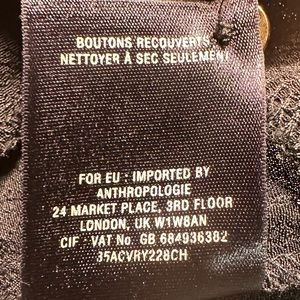 BOUTONS RECOUVERTS
NETTOYER À SEC SEULEMENT
FOR EU : IMPORTED BY
ANTHROPOLOGIE
24 MARKET PLACE, 3RD FLOOR
LONDON, UK W1W8AN
CIF : VAT No. GB 684936382
35ACVRY228CH